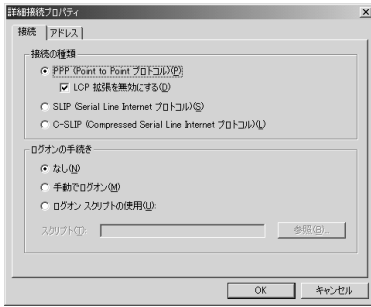 詳細接続プロパティ
接続 アドレス
接続の種類
PPP (Point to Point プロトコル)(P)
LCP 拡張を無効にする(D)
SLIP (Serial Line Internet プロトコル)(S)
C-SLIP (Compressed Serial Line Internet プロトコル)(L)
ログオンの手続き
なし(N)
手動でログオン(M)
ログオン スクリプトの使用(U):
スクリプト(T):
参照(B)...
OK キャンセル